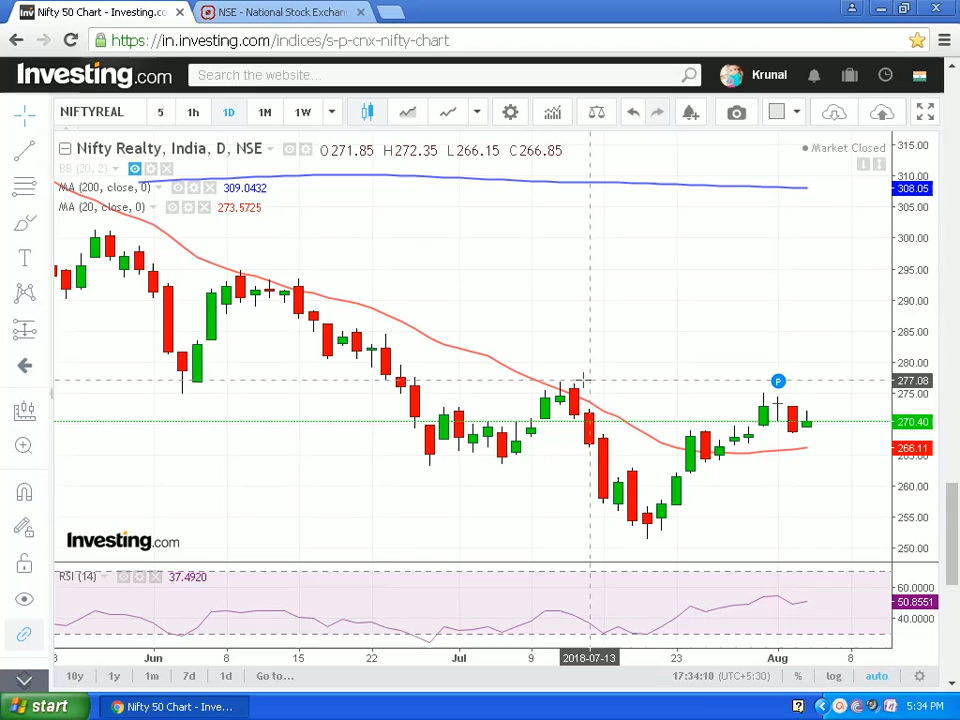 Nifty 50 Chart - Investing.co
NSE - National Stock Exchan
https://in.investing.com/indices/s-p-cnx-nifty-chart
Investing.com Search the website... Krunal
NIFTYREAL 5 1h 1D 1M 1W
Nifty Realty, India, D, NSE O271.85 H272.35 L266.15 C266.85 Market Closed
BB (20, 2)
MA (200, close, 0) 309.0432
MA (20, close, 0) 273.5725
315.00
310.00
308.05
305.00
300.00
295.00
290.00
285.00
280.00
277.08
275.00
P
270.40
266.11
265.00
260.00
255.00
250.00
Investing.com
RSI (14) 37.4920
60.0000
50.8551
40.0000
Jun 8 15 22 Jul 9 2018-07-13 23 Aug 8
10y 1y 1m 7d 1d Go to... 17:34:10 (UTC+5:30) % log auto
start Nifty 50 Chart - Inve... 5:34 PM